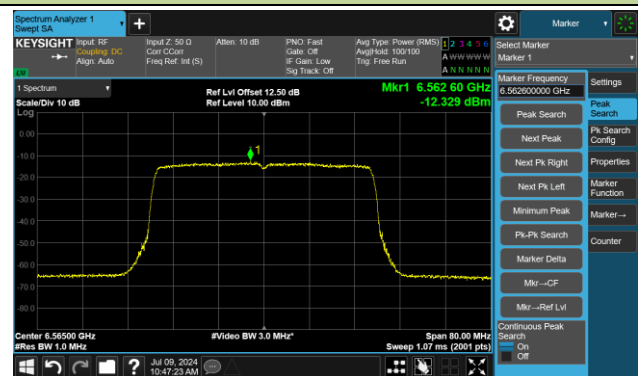 Spectrum Analyzer 1
Swept SA
Marker
KEYSIGHT
Input: RF
Coupling: DC
Align: Auto
Input Z: 50 Ω
Corr CCorr
Freq Ref: Int (S)
Atten: 10 dB
PNO: Fast
Gate: Off
IF Gain: Low
Sig Track: Off
Avg Type: Power (RMS)
Avg|Hold: 100/100
Trig: Free Run
1 2 3 4 5 6
A W W W W W
A N N N N N
Select Marker
Marker 1
LXI
1 Spectrum
Scale/Div 10 dB
Log
Ref Lvl Offset 12.50 dB
Ref Level 10.00 dBm
Mkr1 6.562 60 GHz
-12.329 dBm
0.00
-10.0
-20.0
-30.0
-40.0
-50.0
-60.0
-70.0
-80.0
1
Center 6.56500 GHz
#Res BW 1.0 MHz
#Video BW 3.0 MHz*
Span 80.00 MHz
Sweep 1.07 ms (2001 pts)
Marker Frequency
6.562600000 GHz
Peak Search
Next Peak
Next Pk Right
Next Pk Left
Minimum Peak
Pk-Pk Search
Marker Delta
Mkr→CF
Mkr→Ref Lvl
Continuous Peak
Search
On
Off
Settings
Peak
Search
Pk Search
Config
Properties
Marker
Function
Marker→
Counter
Jul 09, 2024
10:47:23 AM